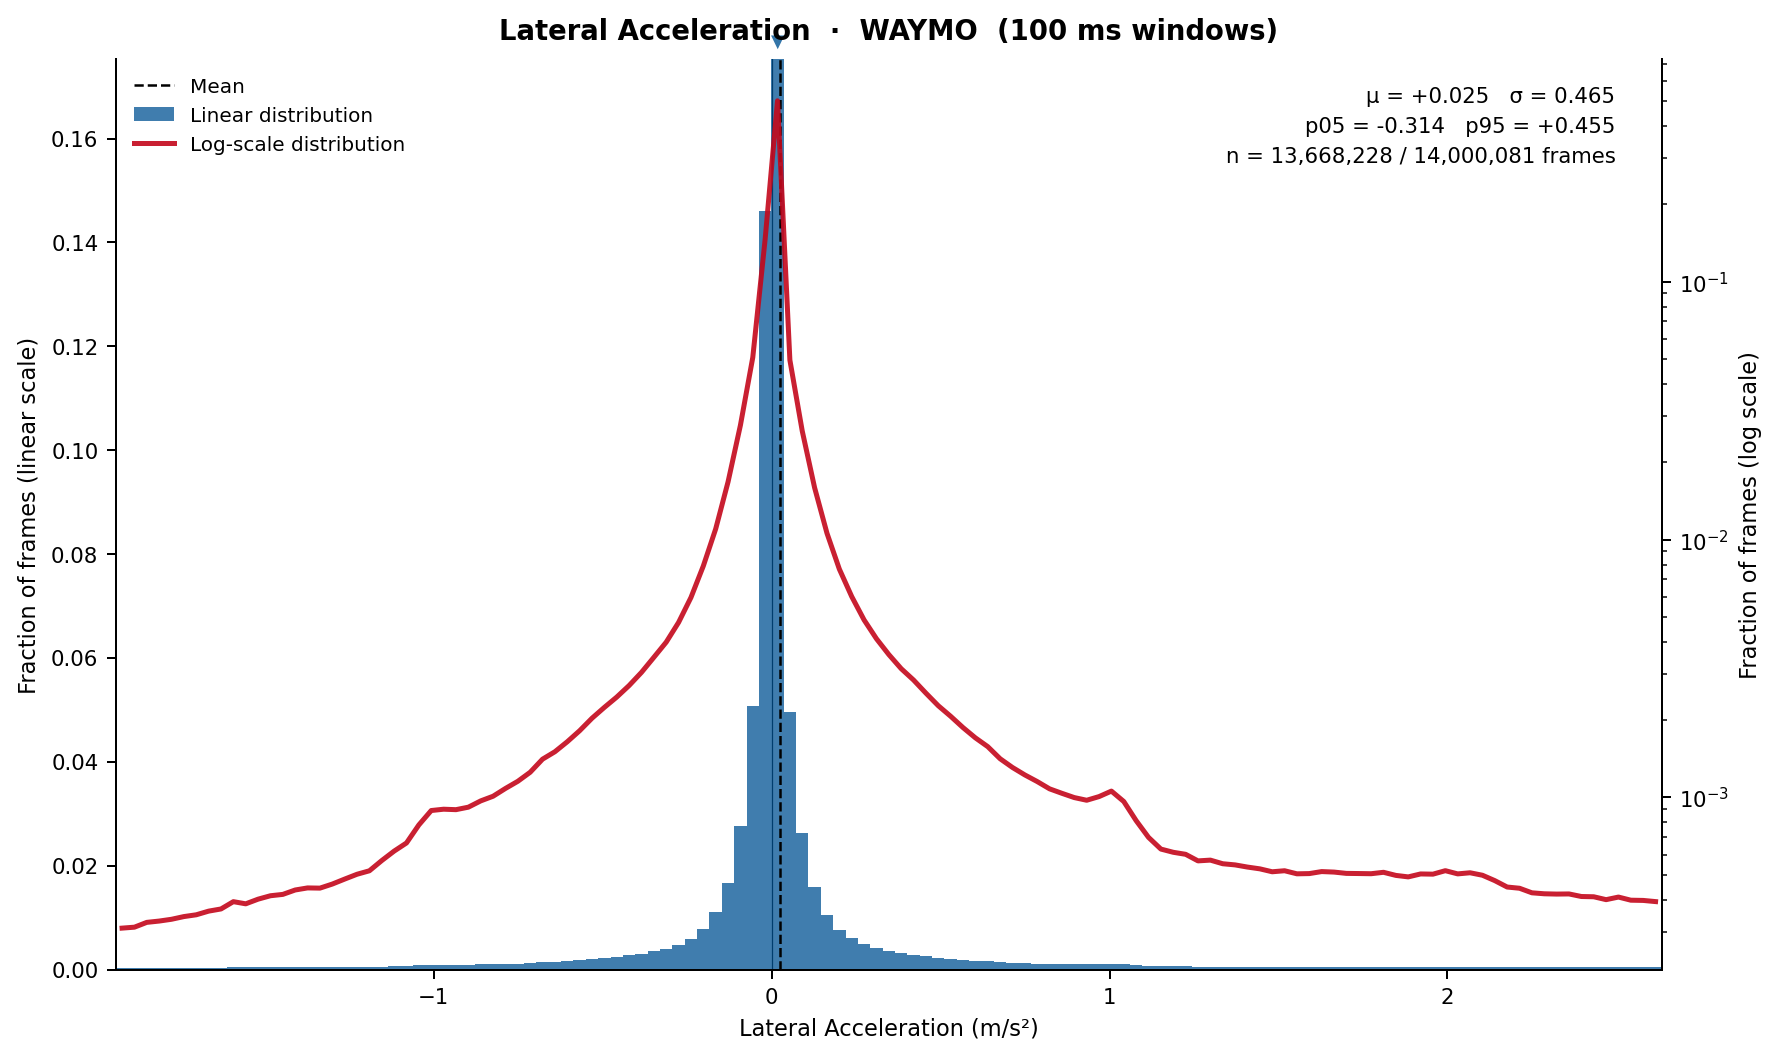 Lateral Acceleration · WAYMO (100 ms windows)
Mean
Linear distribution
Log-scale distribution
μ = +0.025 σ = 0.465
p05 = -0.314 p95 = +0.455
n = 13,668,228 / 14,000,081 frames
Fraction of frames (linear scale)
0.16
0.14
0.12
0.10
0.08
0.06
0.04
0.02
0.00
10⁻¹
10⁻²
10⁻³
Fraction of frames (log scale)
−1
0
1
2
Lateral Acceleration (m/s²)